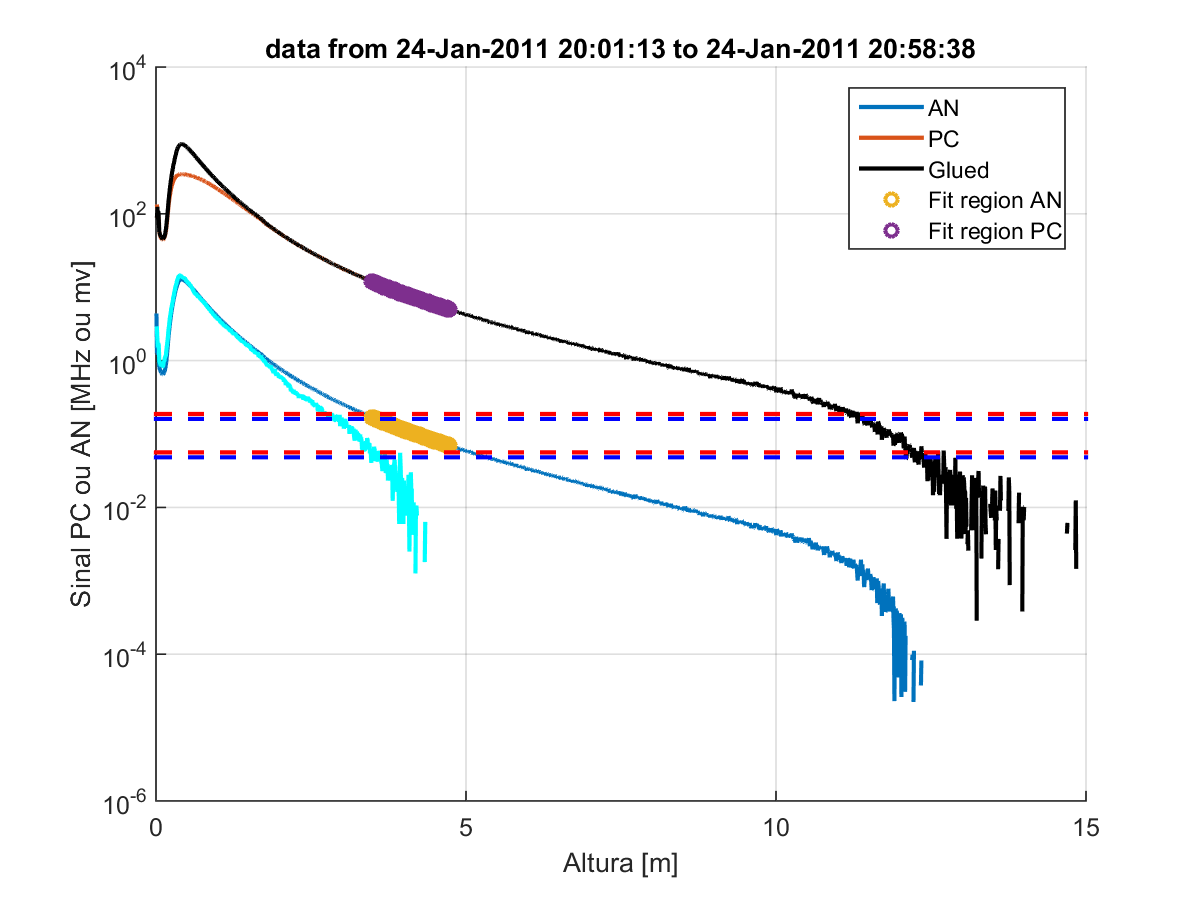 data from 24-Jan-2011 20:01:13 to 24-Jan-2011 20:58:38
10^4
10^2
10^0
10^-2
10^-4
10^-6
Sinal PC ou AN [MHz ou mv]
AN
PC
Glued
Fit region AN
Fit region PC
0 5 10 15
Altura [m]